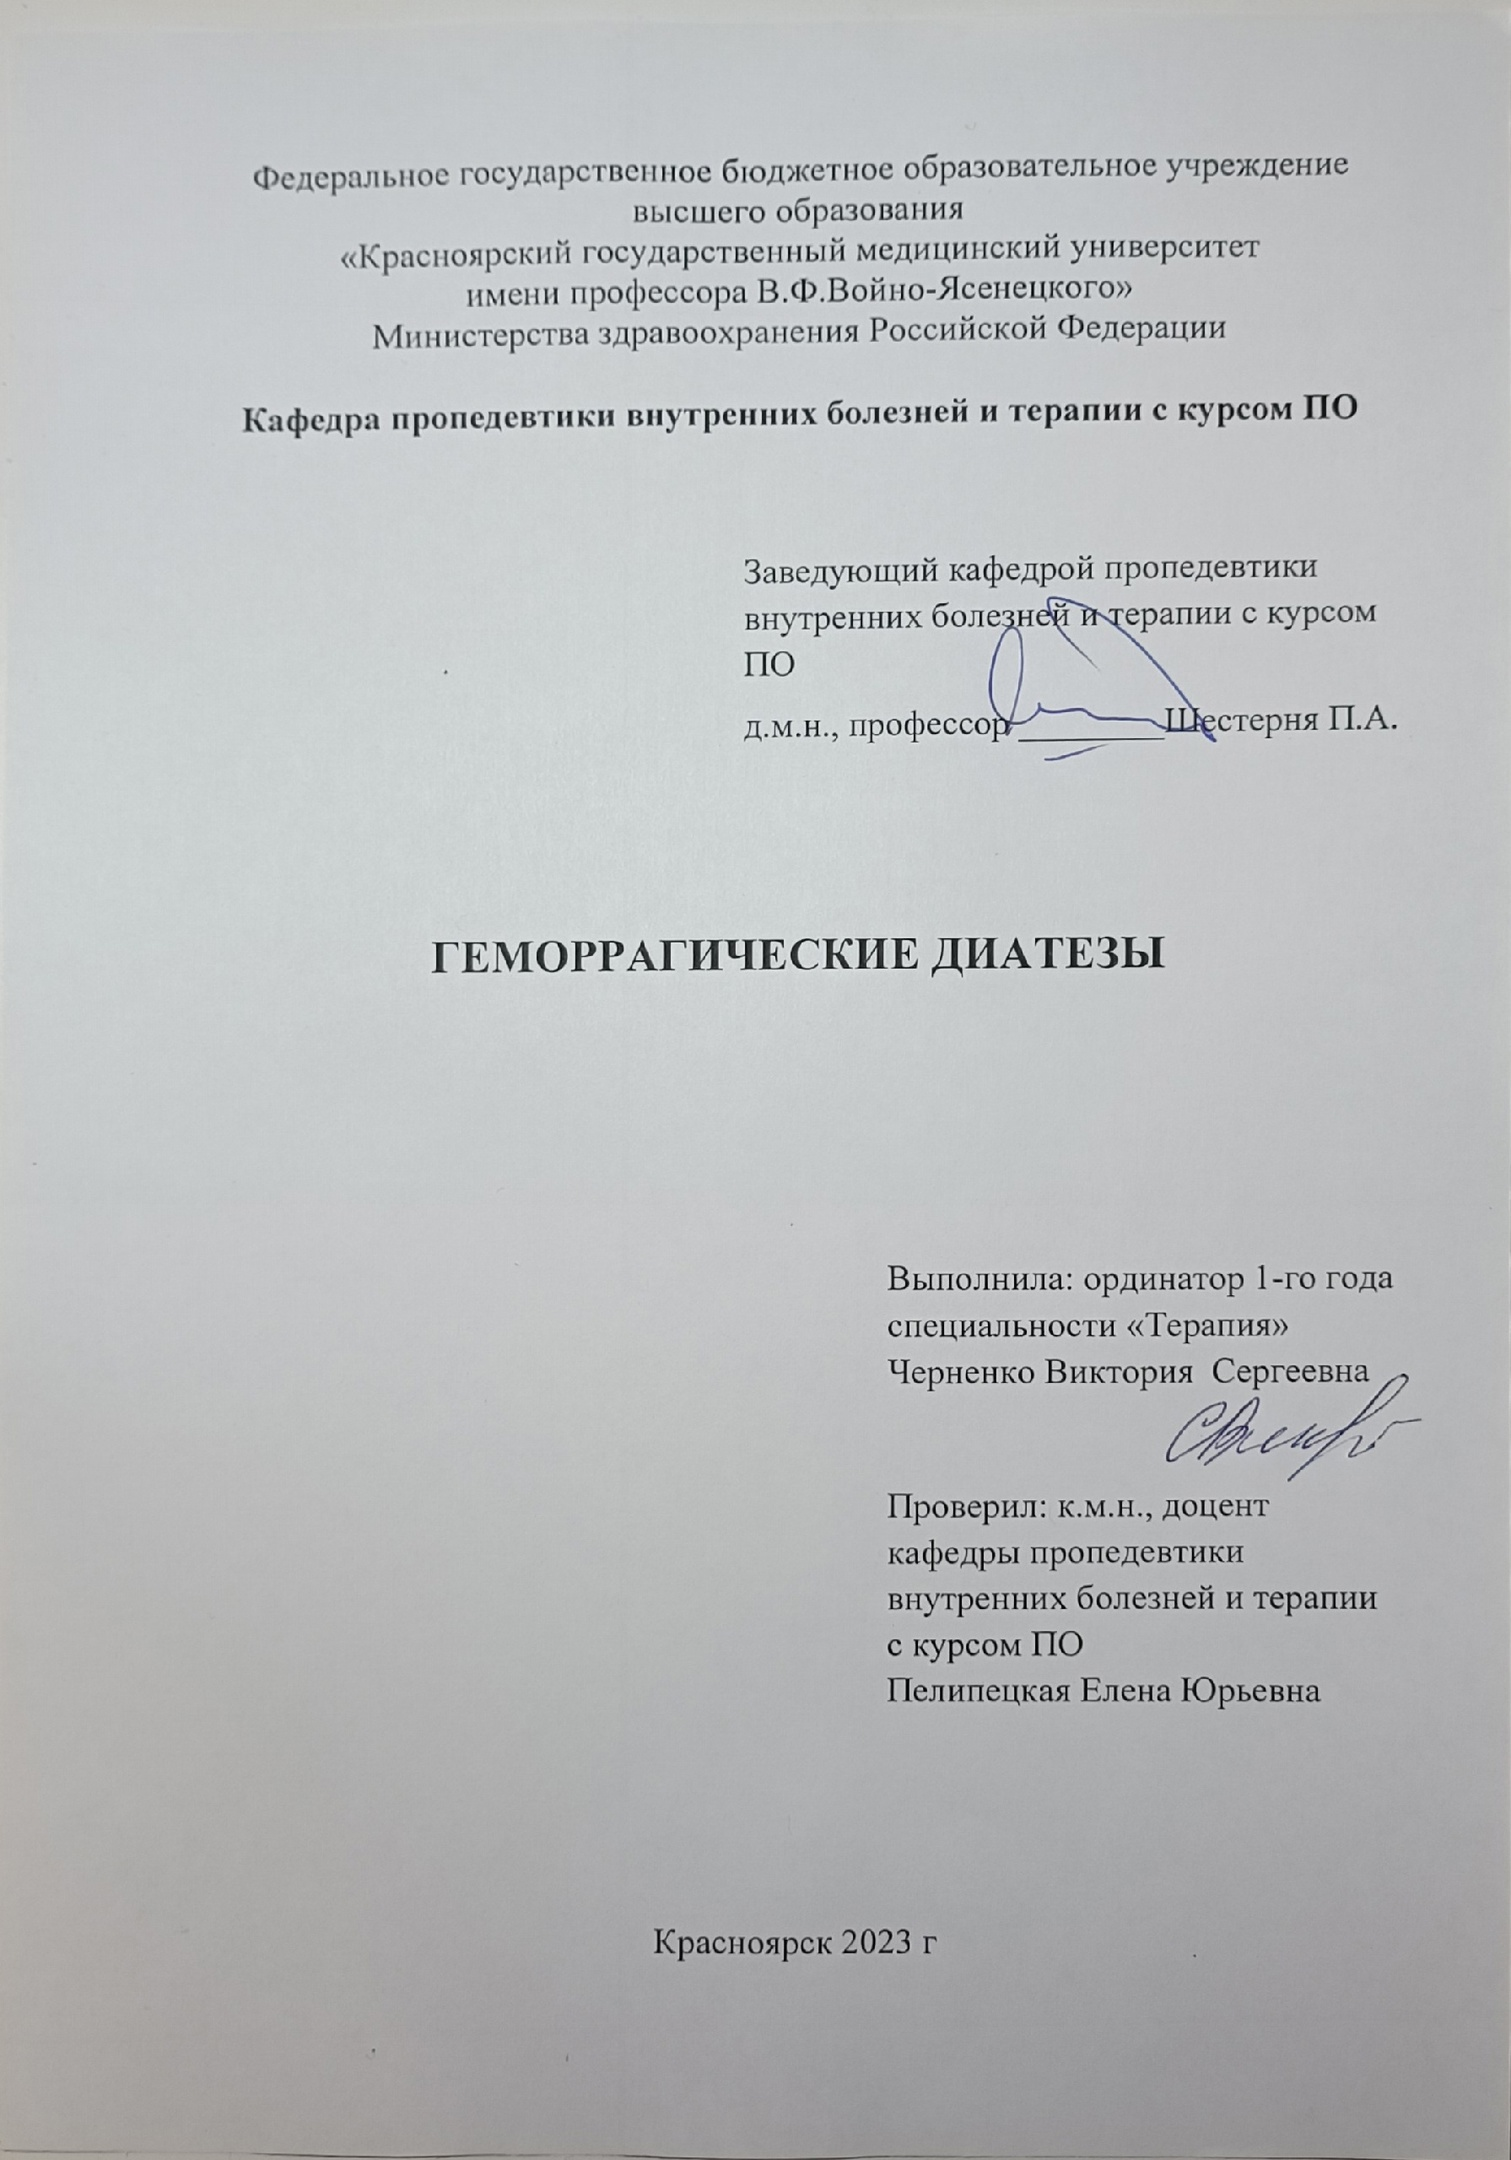 Федеральное государственное бюджетное образовательное учреждение
высшего образования
«Красноярский государственный медицинский университет
имени профессора В.Ф.Войно-Ясенецкого»
Министерства здравоохранения Российской Федерации
Кафедра пропедевтики внутренних болезней и терапии с курсом ПО
Заведующий кафедрой пропедевтики
внутренних болезней и терапии с курсом
ПО
д.м.н., профессор ________Шестерня П.А.
ГЕМОРРАГИЧЕСКИЕ ДИАТЕЗЫ
Выполнила: ординатор 1-го года
специальности «Терапия»
Черненко Виктория Сергеевна
Проверил: к.м.н., доцент
кафедры пропедевтики
внутренних болезней и терапии
с курсом ПО
Пелипецкая Елена Юрьевна
Красноярск 2023 г